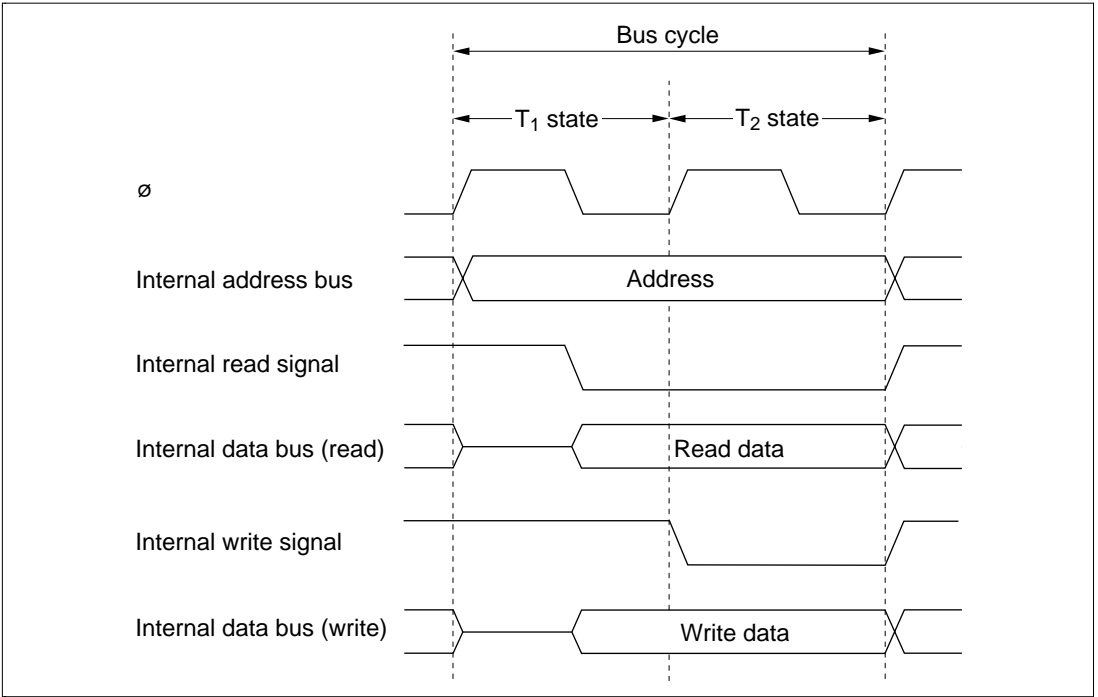 Bus cycle
T₁ state
T₂ state
ø
Internal address bus
Address
Internal read signal
Internal data bus (read)
Read data
Internal write signal
Internal data bus (write)
Write data